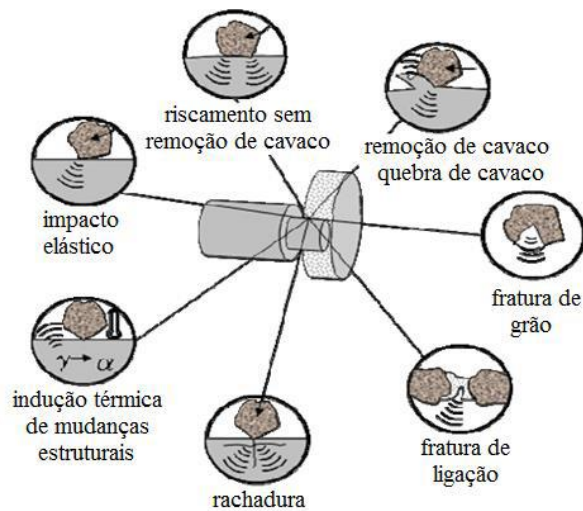 riscamento sem
remoção de cavaco
remoção de cavaco
quebra de cavaco
impacto
elástico
fratura de
grão
γ → α
indução térmica
de mudanças
estruturais
fratura de
ligação
rachadura